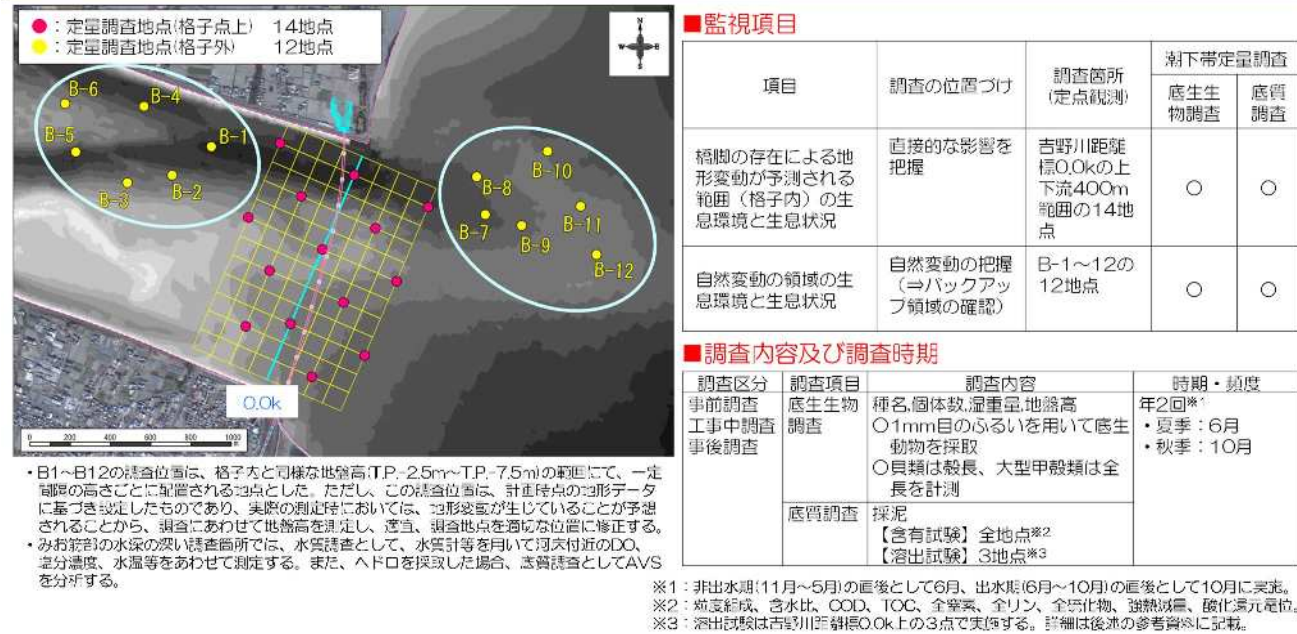 ●：定量調査地点(格子点上)　14地点
●：定量調査地点(格子外)　12地点
N
W E
S
B-6
B-4
B-5
B-1
B-3
B-2
B-10
B-8
B-11
B-7
B-9
B-12
0.0k
0 200 400 600 800 1000
・B1～B12の調査位置は、格子内と同様な地盤高(T.P.-2.5m～T.P.-7.5m)の範囲にて、一定
間隔の高さごとに配置される地点とした。ただし、この調査位置は、計画時点の地形データ
に基づき設定したものであり、実際の測定時においては、地形変動が生じていることが予想
されることから、調査にあわせて地盤高を測定し、適宜、調査地点を適切な位置に修正する。
・みお筋部の水深の深い調査箇所では、水質調査として、水質計等を用いて河床付近のDO、
塩分濃度、水温等をあわせて測定する。また、ヘドロを採取した場合、底質調査としてAVS
を分析する。
■監視項目
項目
調査の位置づけ
調査箇所
(定点観測)
潮下帯定量調査
底生生
物調査
底質
調査
橋脚の存在による地
形変動が予測される
範囲（格子内）の生
息環境と生息状況
直接的な影響を
把握
吉野川距離
標0.0kの上
下流400m
範囲の14地
点
○
○
自然変動の領域の生
息環境と生息状況
自然変動の把握
(⇒バックアッ
プ領域の確認)
B-1～12の
12地点
○
○
■調査内容及び調査時期
調査区分 調査項目 調査内容 時期・頻度
事前調査
工事中調査
事後調査
底生生物
調査
種名,個体数,湿重量,地盤高
○1mm目のふるいを用いて底生
動物を採取
○貝類は殻長、大型甲殻類は全
長を計測
年2回※1
・夏季：6月
・秋季：10月
底質調査
採泥
【含有試験】全地点※2
【溶出試験】3地点※3
※1：非出水期(11月～5月)の直後として6月、出水期(6月～10月)の直後として10月に実施。
※2：粒度組成、含水比、COD、TOC、全窒素、全リン、全硫化物、強熱減量、酸化還元電位。
※3：溶出試験は吉野川距離標0.0k上の3点で実施する。詳細は後述の参考資料に記載。